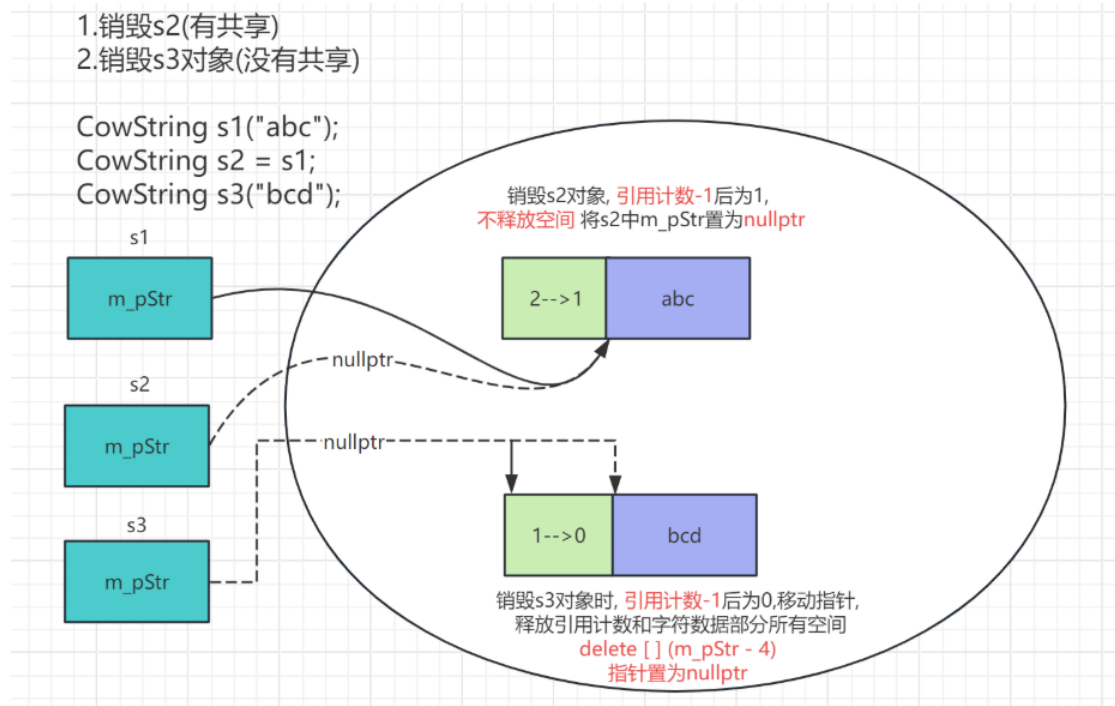 1.销毁s2(有共享)
2.销毁s3对象(没有共享)
CowString s1("abc");
CowString s2 = s1;
CowString s3("bcd");
销毁s2对象, 引用计数-1后为1,
不释放空间 将s2中m_pStr置为nullptr
s1
m_pStr
2-->1
abc
nullptr
s2
m_pStr
nullptr
s3
m_pStr
1-->0
bcd
销毁s3对象时, 引用计数-1后为0,移动指针,
释放引用计数和字符数据部分所有空间
delete [ ] (m_pStr - 4)
指针置为nullptr